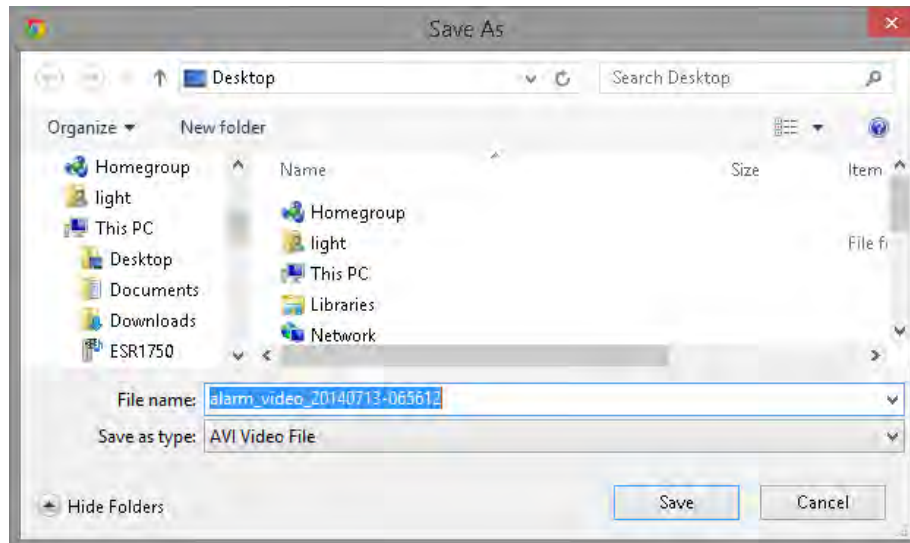 Save As
Desktop
Search Desktop
Organize
New folder
Homegroup
light
This PC
Desktop
Documents
Downloads
ESR1750
Name
Size
Item
Homegroup
light
File f
This PC
Libraries
Network
File name: alarm_video_20140713-065612
Save as type: AVI Video File
Hide Folders
Save
Cancel